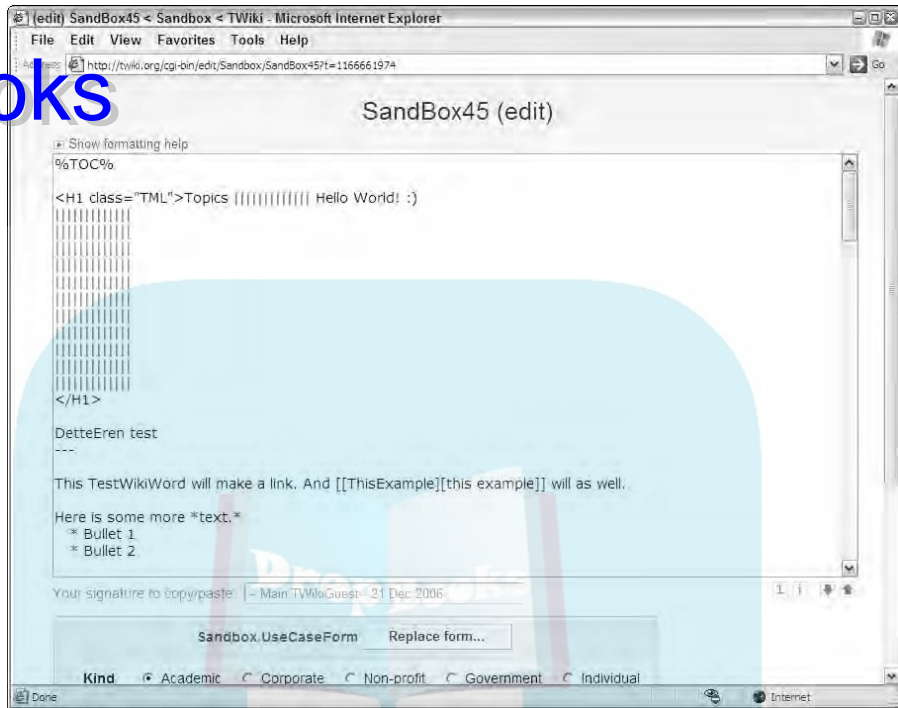 (edit) SandBox45 < Sandbox < TWiki - Microsoft Internet Explorer
File Edit View Favorites Tools Help
Address http://twiki.org/cgi-bin/edit/Sandbox/SandBox45?t=1166661974 Go
oks
SandBox45 (edit)
Show formatting help
%TOC%
<H1 class="TML">Topics ||||||||||||| Hello World! :)
|||||||||||||
|||||||||||||
|||||||||||||
|||||||||||||
|||||||||||||
|||||||||||||
|||||||||||||
|||||||||||||
|||||||||||||
|||||||||||||
|||||||||||||
</H1>
DetteEren test
---
This TestWikiWord will make a link. And [[ThisExample][this example]] will as well.
Here is some more *text.*
* Bullet 1
* Bullet 2
DropBooks
Your signature to copy/paste: -- Main.TWikiGuest - 21 Dec 2006
Sandbox.UseCaseForm Replace form...
Kind Academic Corporate Non-profit Government Individual
Done Internet